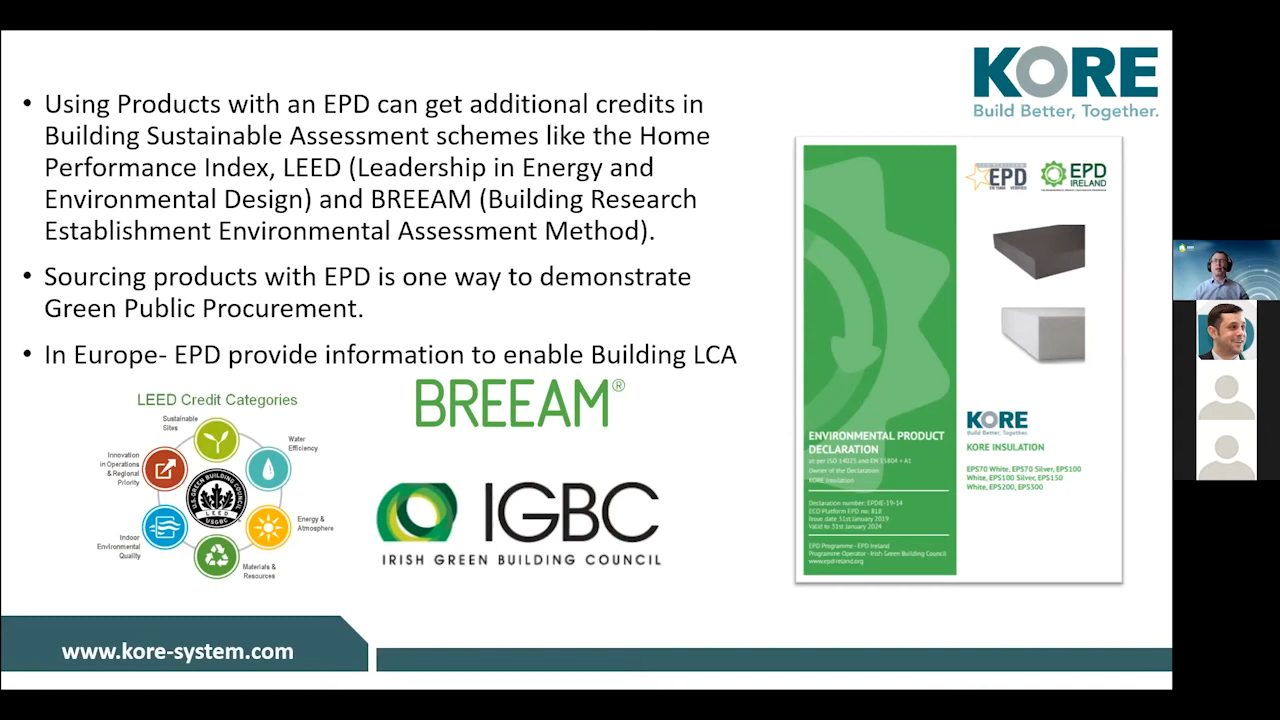 • Using Products with an EPD can get additional credits in
Building Sustainable Assessment schemes like the Home
Performance Index, LEED (Leadership in Energy and
Environmental Design) and BREEAM (Building Research
Establishment Environmental Assessment Method).
• Sourcing products with EPD is one way to demonstrate
Green Public Procurement.
• In Europe- EPD provide information to enable Building LCA
LEED Credit Categories
Sustainable
Sites
Water
Efficiency
Innovation
in Operations
& Regional
Priority
Energy &
Atmosphere
Indoor
Environmental
Quality
Materials &
Resources
U.S. GREEN BUILDING COUNCIL
LEED
USGBC
BREEAM®
IGBC
IRISH GREEN BUILDING COUNCIL
KORE
Build Better, Together.
EPD
EPD
IRELAND
ENVIRONMENTAL PRODUCT
DECLARATION
as per ISO 14025 and EN 15804 + A1
Owner of the Declaration
KORE Insulation
Declaration number: EPDIE-19-14
ECO Platform EPD no: 818
Issue date 31st January 2019
Valid to 31st January 2024
EPD Programme - EPD Ireland
Programme Operator - Irish Green Building Council
www.epdireland.org
KORE
Build Better, Together.
KORE INSULATION
EPS70 White, EPS70 Silver, EPS100
White, EPS100 Silver, EPS150
White, EPS200, EPS300
www.kore-system.com